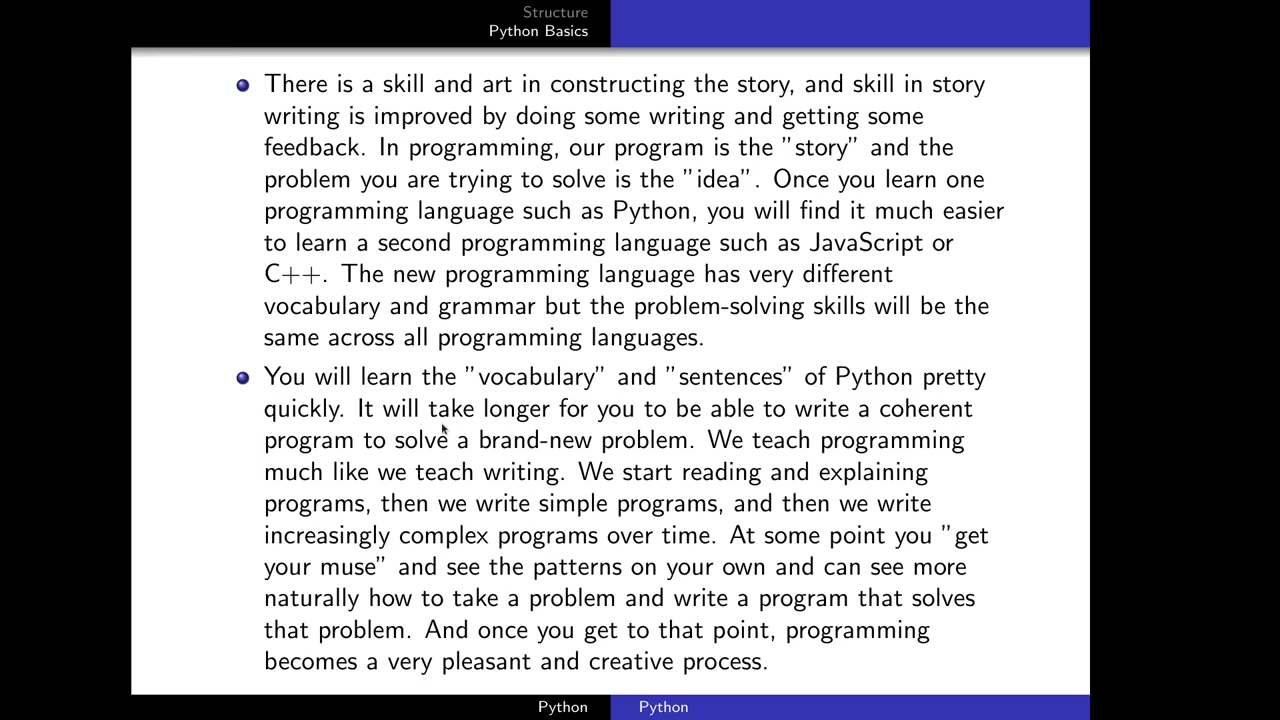 Structure
Python Basics
There is a skill and art in constructing the story, and skill in story
writing is improved by doing some writing and getting some
feedback. In programming, our program is the ”story” and the
problem you are trying to solve is the ”idea”. Once you learn one
programming language such as Python, you will find it much easier
to learn a second programming language such as JavaScript or
C++. The new programming language has very different
vocabulary and grammar but the problem-solving skills will be the
same across all programming languages.
You will learn the ”vocabulary” and ”sentences” of Python pretty
quickly. It will take longer for you to be able to write a coherent
program to solve a brand-new problem. We teach programming
much like we teach writing. We start reading and explaining
programs, then we write simple programs, and then we write
increasingly complex programs over time. At some point you ”get
your muse” and see the patterns on your own and can see more
naturally how to take a problem and write a program that solves
that problem. And once you get to that point, programming
becomes a very pleasant and creative process.
Python Python